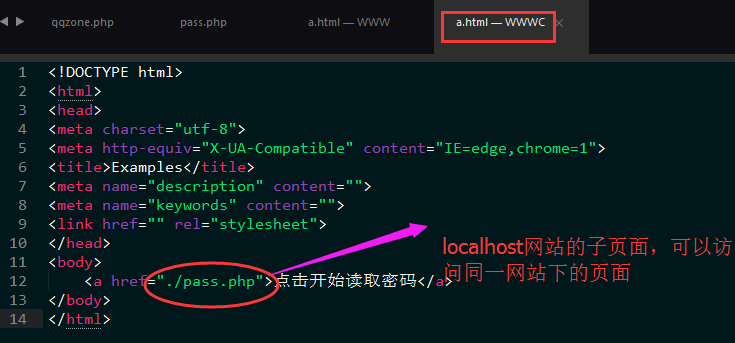 qqzone.php pass.php a.html — WWW a.html — WWWC ×
1 <!DOCTYPE html>
2 <html>
3 <head>
4 <meta charset="utf-8">
5 <meta http-equiv="X-UA-Compatible" content="IE=edge,chrome=1">
6 <title>Examples</title>
7 <meta name="description" content="">
8 <meta name="keywords" content="">
9 <link href="" rel="stylesheet">
10 </head>
11 <body>
12 <a href="./pass.php">点击开始读取密码</a>
13 </body>
14 </html>
localhost网站的子页面，可以访
问同一网站下的页面